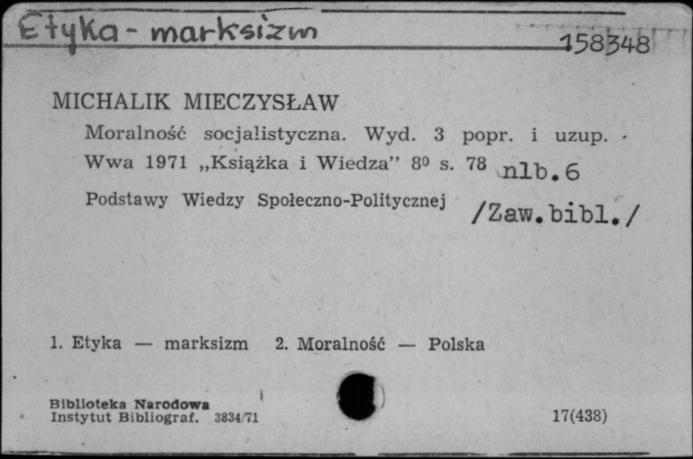 Etyka - marksizm
158348
MICHALIK MIECZYSŁAW
Moralność socjalistyczna. Wyd. 3 popr. i uzup.
Wwa 1971 „Książka i Wiedza” 8⁰ s. 78 nlb. 6
Podstawy Wiedzy Społeczno-Politycznej /Zaw. bibl./
1. Etyka — marksizm 2. Moralność — Polska
Biblioteka Narodowa
Instytut Bibliograf. 3834/71 17(438)